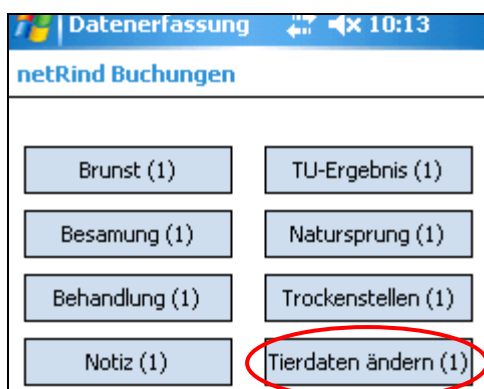 Datenerfassung 10:13
netRind Buchungen
Brunst (1) TU-Ergebnis (1)
Besamung (1) Natursprung (1)
Behandlung (1) Trockenstellen (1)
Notiz (1) Tierdaten ändern (1)